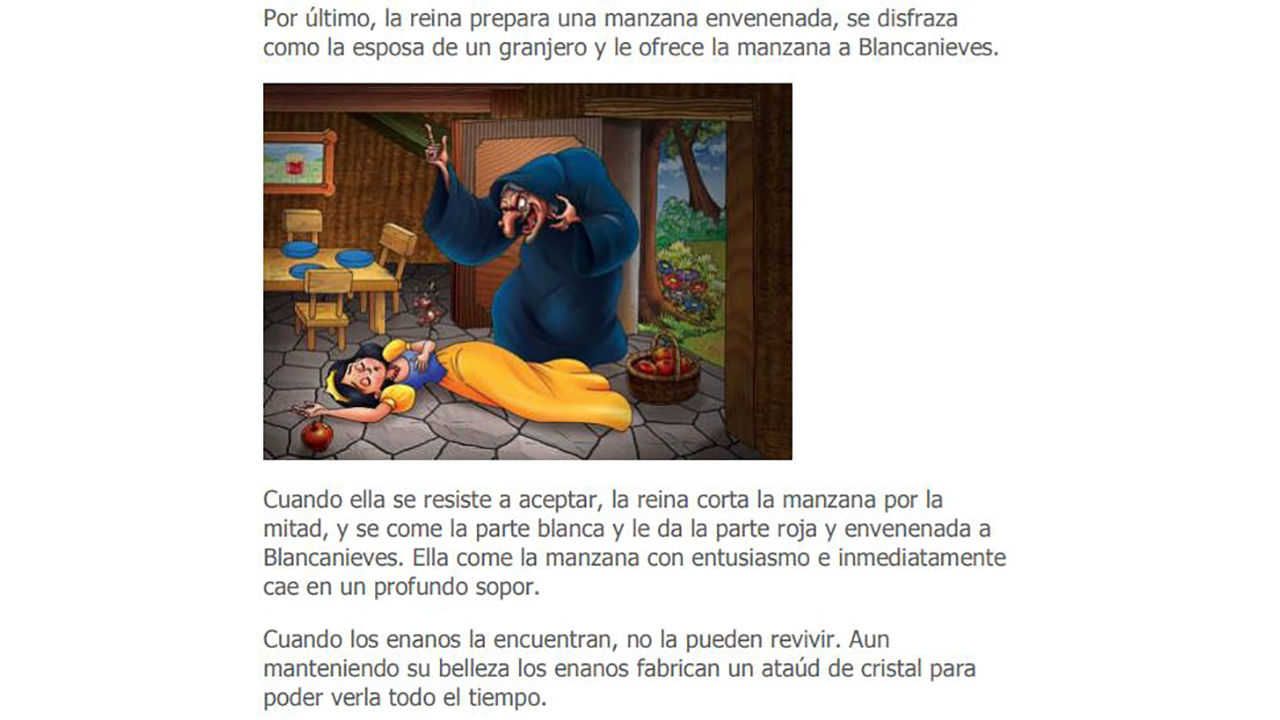 Por último, la reina prepara una manzana envenenada, se disfraza
como la esposa de un granjero y le ofrece la manzana a Blancanieves.
Cuando ella se resiste a aceptar, la reina corta la manzana por la
mitad, y se come la parte blanca y le da la parte roja y envenenada a
Blancanieves. Ella come la manzana con entusiasmo e inmediatamente
cae en un profundo sopor.
Cuando los enanos la encuentran, no la pueden revivir. Aun
manteniendo su belleza los enanos fabrican un ataúd de cristal para
poder verla todo el tiempo.